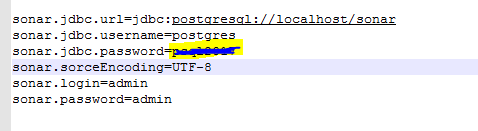 sonar.jdbc.url=jdbc:postgresql://localhost/sonar
sonar.jdbc.username=postgres
sonar.jdbc.password=
sonar.sorceEncoding=UTF-8
sonar.login=admin
sonar.password=admin